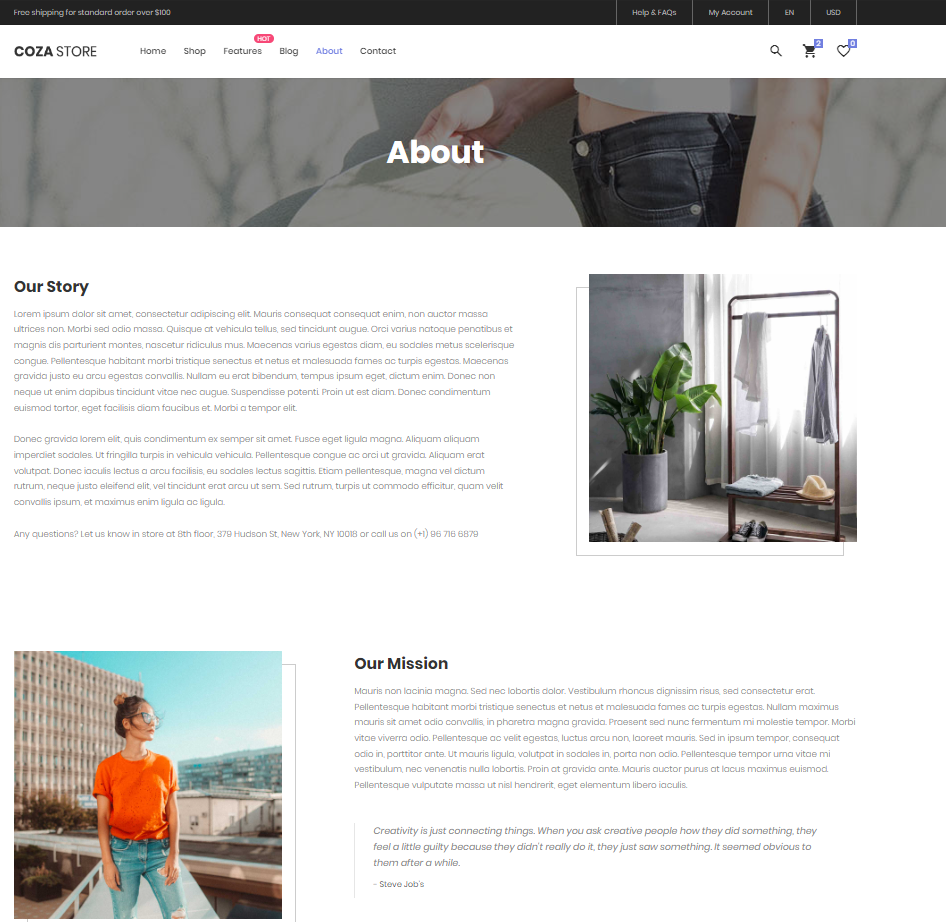 Free shipping for standard order over $100
Help & FAQs
My Account
EN
USD
COZA STORE
Home
Shop
Features
HOT
Blog
About
Contact
2
0
About
Our Story
Lorem ipsum dolor sit amet, consectetur adipiscing elit. Mauris consequat consequat enim, non auctor massa
ultrices non. Morbi sed odio massa. Quisque at vehicula tellus, sed tincidunt augue. Orci varius natoque penatibus et
magnis dis parturient montes, nascetur ridiculus mus. Maecenas varius egestas diam, eu sodales metus scelerisque
congue. Pellentesque habitant morbi tristique senectus et netus et malesuada fames ac turpis egestas. Maecenas
gravida justo eu arcu egestas convallis. Nullam eu erat bibendum, tempus ipsum eget, dictum enim. Donec non
neque ut enim dapibus tincidunt vitae nec augue. Suspendisse potenti. Proin ut est diam. Donec condimentum
euismod tortor, eget facilisis diam faucibus et. Morbi a tempor elit.
Donec gravida lorem elit, quis condimentum ex semper sit amet. Fusce eget ligula magna. Aliquam aliquam
imperdiet sodales. Ut fringilla turpis in vehicula vehicula. Pellentesque congue ac orci ut gravida. Aliquam erat
volutpat. Donec iaculis lectus a arcu facilisis, eu sodales lectus sagittis. Etiam pellentesque, magna vel dictum
rutrum, neque justo eleifend elit, vel tincidunt erat arcu ut sem. Sed rutrum, turpis ut commodo efficitur, quam velit
convallis ipsum, et maximus enim ligula ac ligula.
Any questions? Let us know in store at 8th floor, 379 Hudson St, New York, NY 10018 or call us on (+1) 96 716 6879
Our Mission
Mauris non lacinia magna. Sed nec lobortis dolor. Vestibulum rhoncus dignissim risus, sed consectetur erat.
Pellentesque habitant morbi tristique senectus et netus et malesuada fames ac turpis egestas. Nullam maximus
mauris sit amet odio convallis, in pharetra magna gravida. Praesent sed nunc fermentum mi molestie tempor. Morbi
vitae viverra odio. Pellentesque ac velit egestas, luctus arcu non, laoreet mauris. Sed in ipsum tempor, consequat
odio in, porttitor ante. Ut mauris ligula, volutpat in sodales in, porta non odio. Pellentesque tempor urna vitae mi
vestibulum, nec venenatis nulla lobortis. Proin at gravida ante. Mauris auctor purus at lacus maximus euismod.
Pellentesque vulputate massa ut nisl hendrerit, eget elementum libero iaculis.
Creativity is just connecting things. When you ask creative people how they did something, they
feel a little guilty because they didn't really do it, they just saw something. It seemed obvious to
them after a while.
- Steve Job's